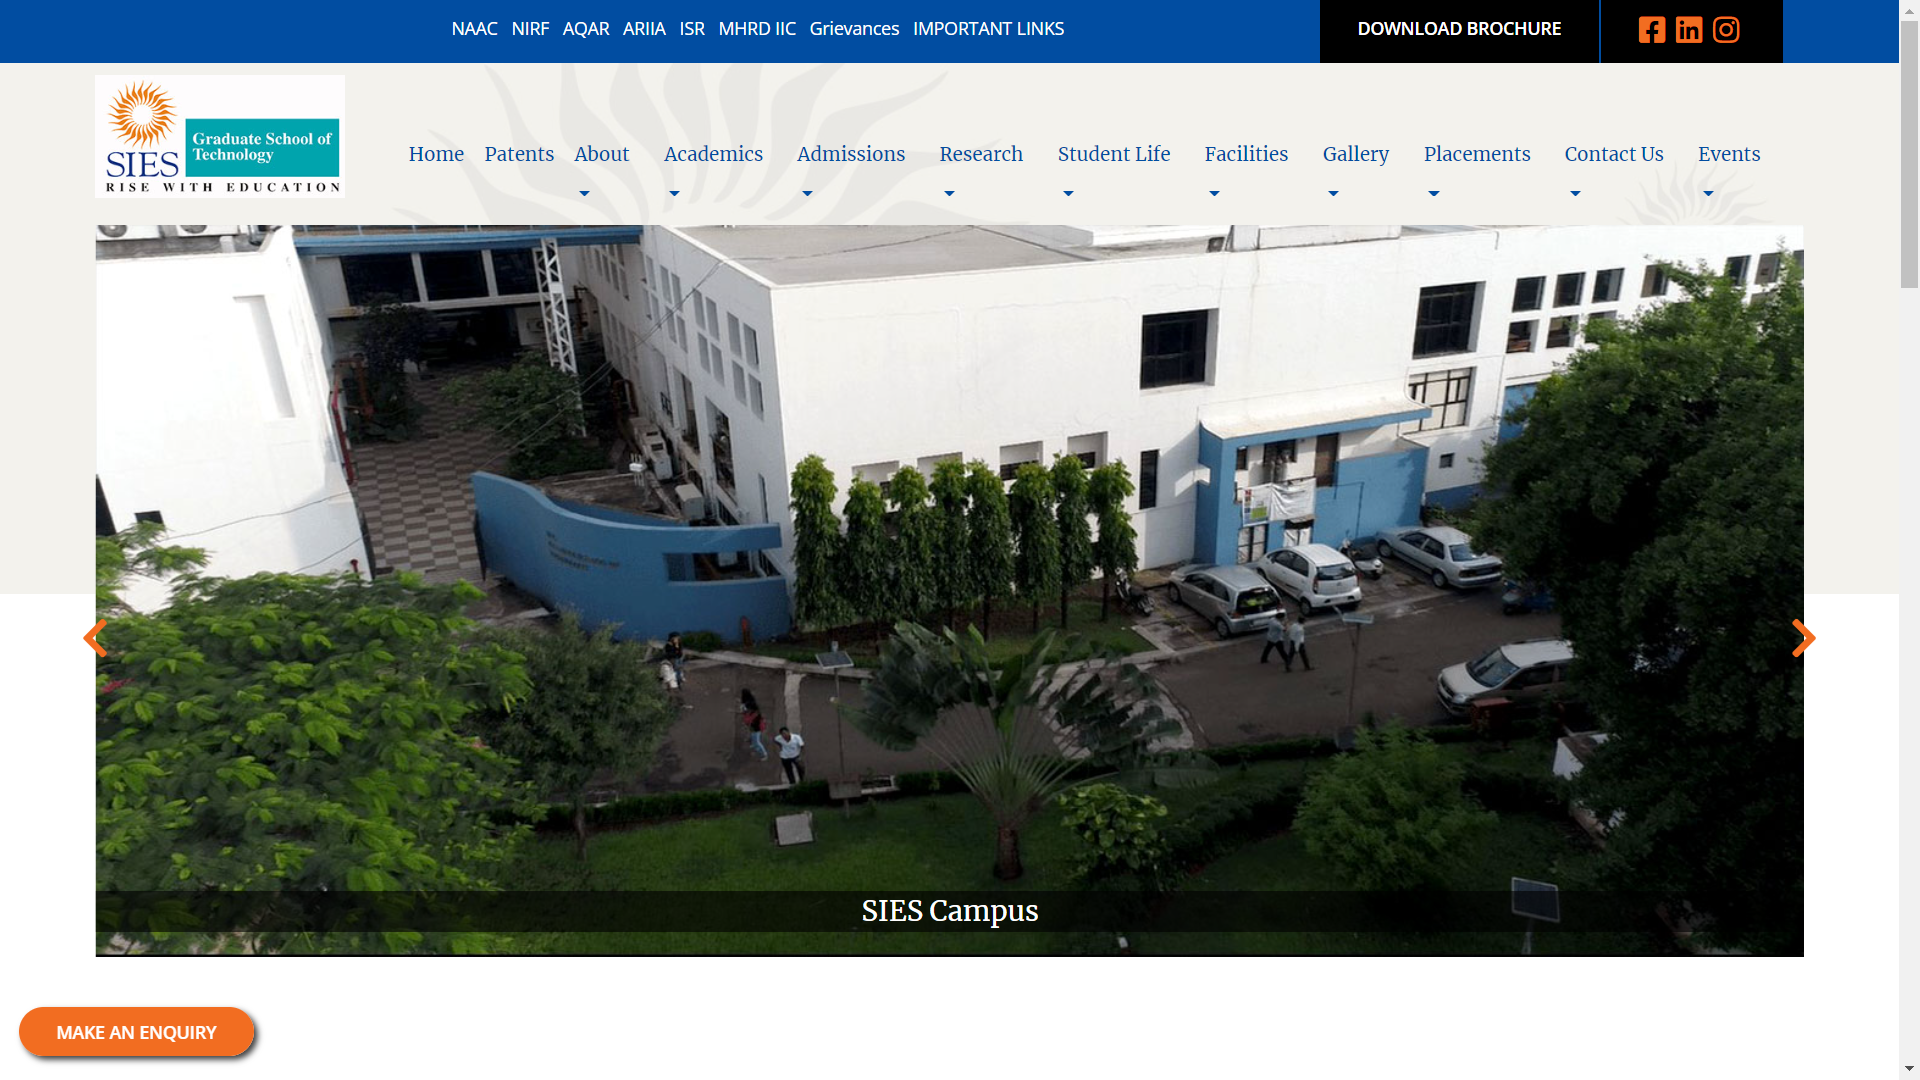 NAAC NIRF AQAR ARIIA ISR MHRD IIC Grievances IMPORTANT LINKS
DOWNLOAD BROCHURE
Graduate School of
Technology
SIES
RISE WITH EDUCATION
Home Patents About Academics Admissions Research Student Life Facilities Gallery Placements Contact Us Events
SIES Campus
MAKE AN ENQUIRY